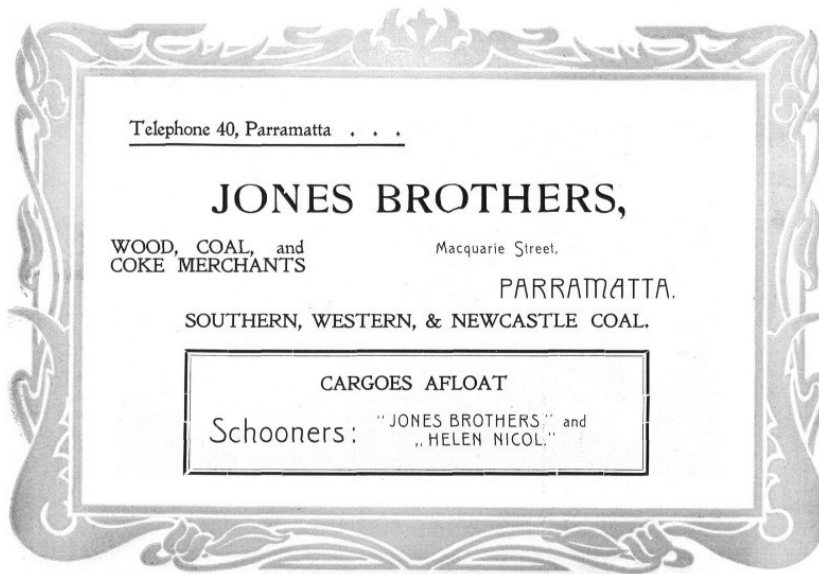 Telephone 40, Parramatta . . .
JONES BROTHERS,
WOOD, COAL, and
COKE MERCHANTS
Macquarie Street,
PARRAMATTA.
SOUTHERN, WESTERN, & NEWCASTLE COAL.
CARGOES AFLOAT
Schooners:
"JONES BROTHERS" and
„HELEN NICOL."